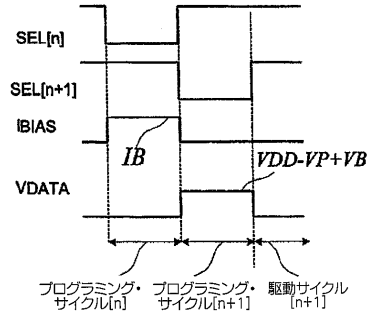 SEL[n]
SEL[n+1]
IBIAS
IB
VDD-VP+VB
VDATA
プログラミング・
サイクル[n]
プログラミング・
サイクル[n+1]
駆動サイクル
[n+1]